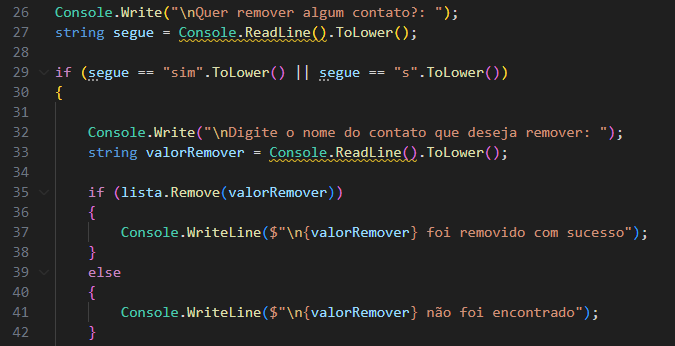 26 Console.Write("\nQuer remover algum contato?: ");
27 string segue = Console.ReadLine().ToLower();
28
29 if (segue == "sim".ToLower() || segue == "s".ToLower())
30 {
31
32 Console.Write("\nDigite o nome do contato que deseja remover: ");
33 string valorRemover = Console.ReadLine().ToLower();
34
35 if (lista.Remove(valorRemover))
36 {
37 Console.WriteLine($"\n{valorRemover} foi removido com sucesso");
38 }
39 else
40 {
41 Console.WriteLine($"\n{valorRemover} não foi encontrado");
42 }